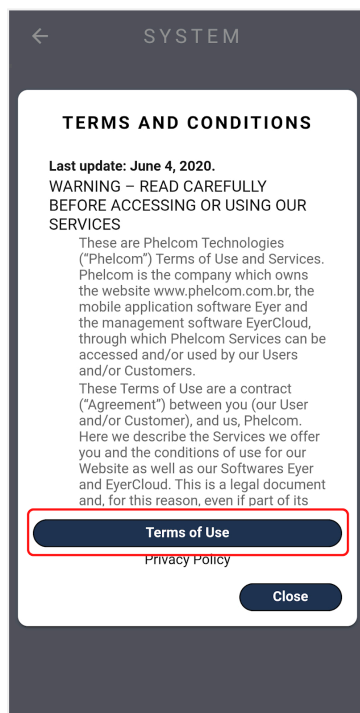 SYSTEM
TERMS AND CONDITIONS
Last update: June 4, 2020.
WARNING – READ CAREFULLY
BEFORE ACCESSING OR USING OUR
SERVICES
These are Phelcom Technologies
(“Phelcom”) Terms of Use and Services.
Phelcom is the company which owns
the website www.phelcom.com.br, the
mobile application software Eyer and
the management software EyerCloud,
through which Phelcom Services can be
accessed and/or used by our Users
and/or Customers.
These Terms of Use are a contract
(“Agreement”) between you (our User
and/or Customer), and us, Phelcom.
Here we describe the Services we offer
you and the conditions of use for our
Website as well as our Softwares Eyer
and EyerCloud. This is a legal document
and, for this reason, even if part of its
Terms of Use
Privacy Policy
Close